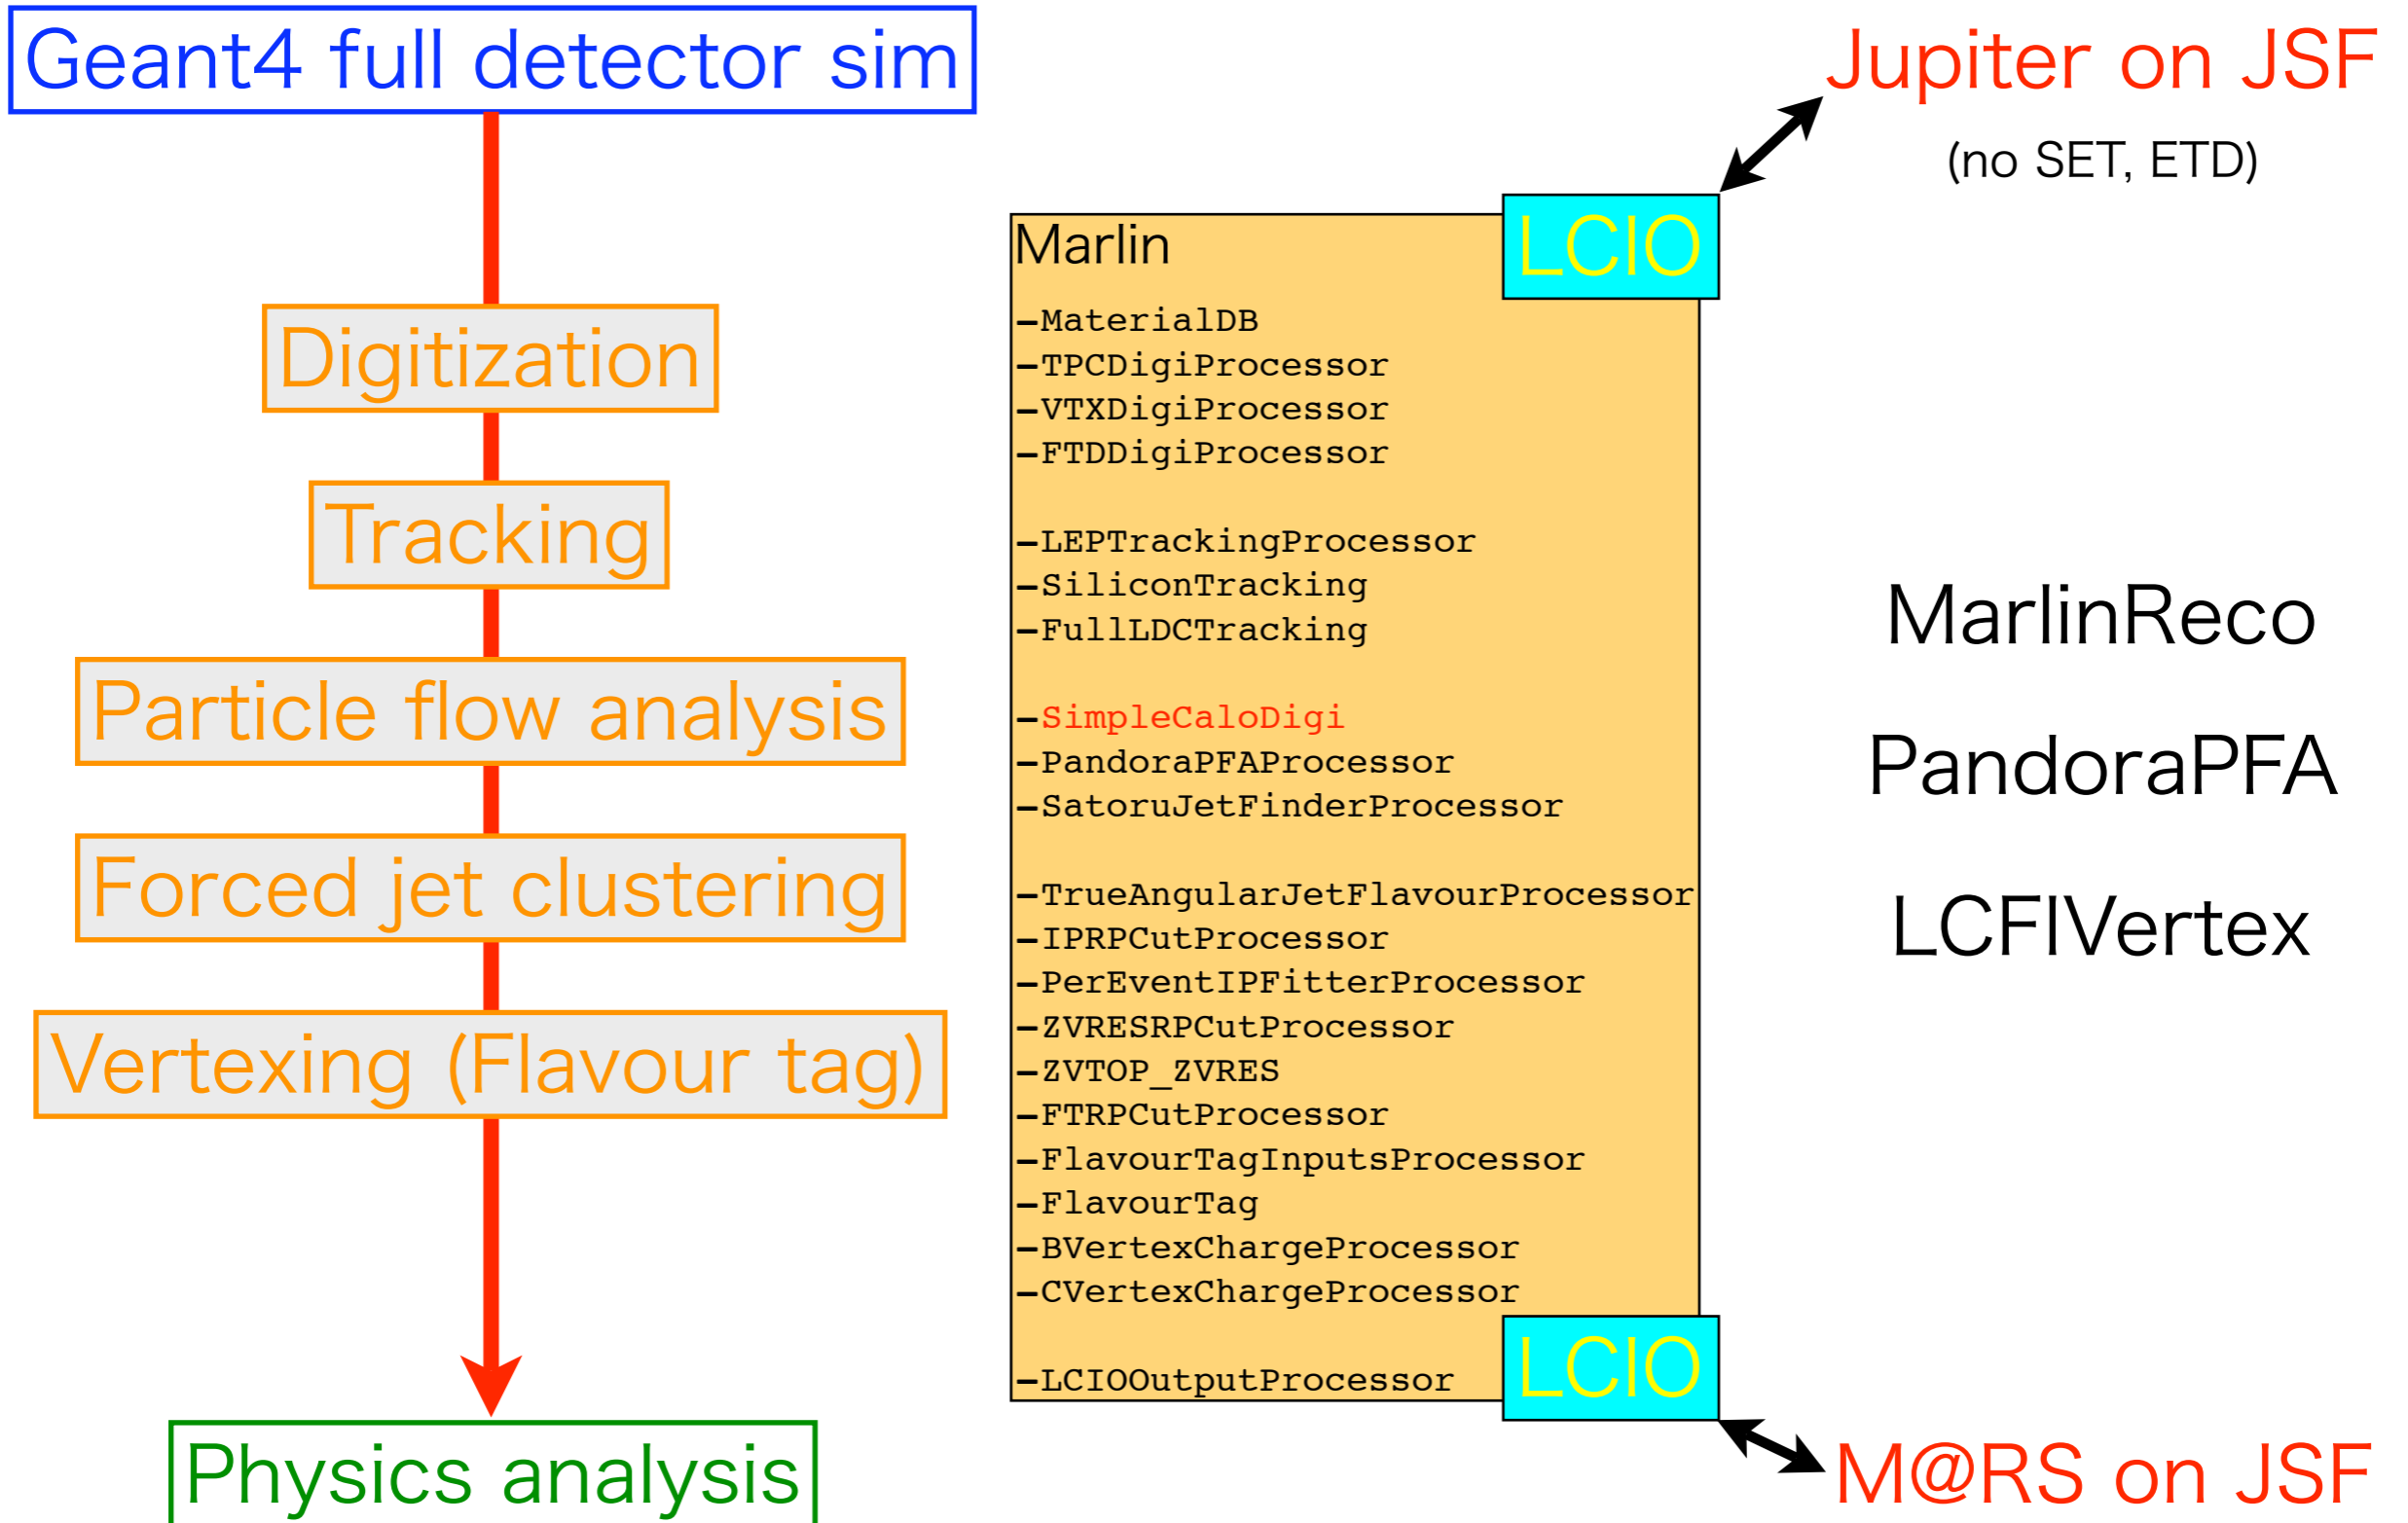 Geant4 full detector sim
Digitization
Tracking
Particle flow analysis
Forced jet clustering
Vertexing (Flavour tag)
Physics analysis
Marlin
LCIO
-MaterialDB
-TPCDigiProcessor
-VTXDigiProcessor
-FTDDigiProcessor
-LEPTrackingProcessor
-SiliconTracking
-FullLDCTracking
-SimpleCaloDigi
-PandoraPFAProcessor
-SatoruJetFinderProcessor
-TrueAngularJetFlavourProcessor
-IPRPCutProcessor
-PerEventIPFitterProcessor
-ZVRESRPCutProcessor
-ZVTOP_ZVRES
-FTRPCutProcessor
-FlavourTagInputsProcessor
-FlavourTag
-BVertexChargeProcessor
-CVertexChargeProcessor
-LCIOOutputProcessor
LCIO
Jupiter on JSF
(no SET, ETD)
MarlinReco
PandoraPFA
LCFIVertex
M@RS on JSF